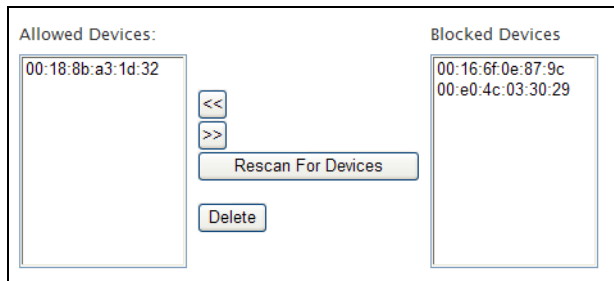 Allowed Devices:
Blocked Devices
00:18:8b:a3:1d:32
00:16:6f:0e:87:9c
00:e0:4c:03:30:29
<<
>>
Rescan For Devices
Delete